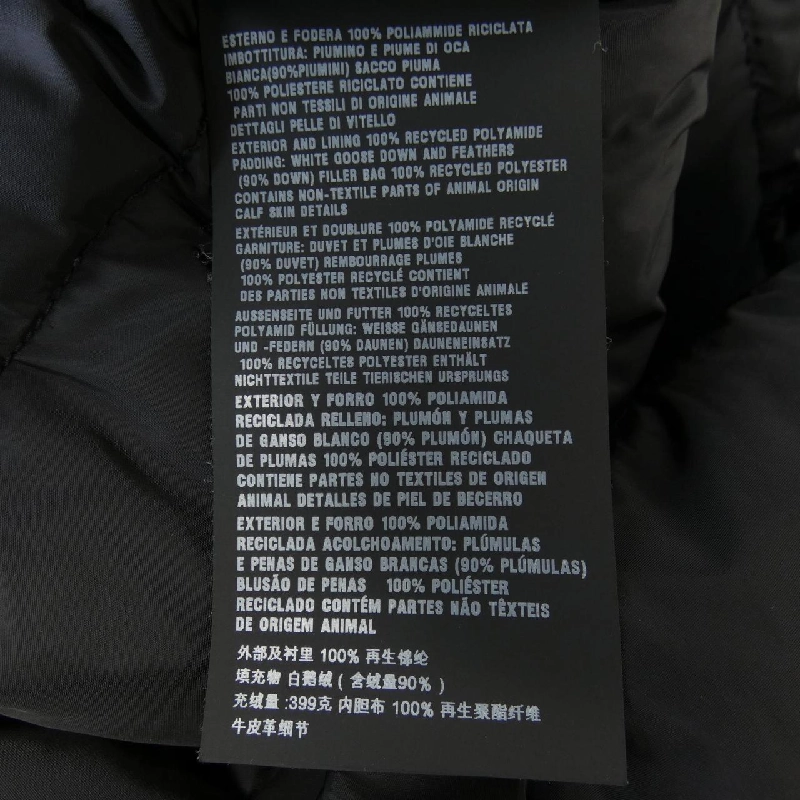 ESTERNO E FODERA 100% POLIAMMIDE RICICLATA
IMBOTTITURA: PIUMINO E PIUME DI OCA
BIANCA(90%PIUMINI) SACCO PIUMA
100% POLIESTERE RICICLATO CONTIENE
PARTI NON TESSILI DI ORIGINE ANIMALE
DETTAGLI PELLE DI VITELLO
EXTERIOR AND LINING 100% RECYCLED POLYAMIDE
PADDING: WHITE GOOSE DOWN AND FEATHERS
(90% DOWN) FILLER BAG 100% RECYCLED POLYESTER
CONTAINS NON-TEXTILE PARTS OF ANIMAL ORIGIN
CALF SKIN DETAILS
EXTÉRIEUR ET DOUBLURE 100% POLYAMIDE RECYCLÉ
GARNITURE: DUVET ET PLUMES D'OIE BLANCHE
(90% DUVET) REMBOURRAGE PLUMES
100% POLYESTER RECYCLÉ CONTIENT
DES PARTIES NON TEXTILES D'ORIGINE ANIMALE
AUSSENSEITE UND FUTTER 100% RECYCELTES
POLYAMID FÜLLUNG: WEISSE GÄNSEDAUNEN
UND -FEDERN (90% DAUNEN) DAUNENEINSATZ
100% RECYCELTES POLYESTER ENTHÄLT
NICHTTEXTILE TEILE TIERISCHEN URSPRUNGS
EXTERIOR Y FORRO 100% POLIAMIDA
RECICLADA RELLENO: PLUMÓN Y PLUMAS
DE GANSO BLANCO (90% PLUMÓN) CHAQUETA
DE PLUMAS 100% POLIÉSTER RECICLADO
CONTIENE PARTES NO TEXTILES DE ORIGEN
ANIMAL DETALLES DE PIEL DE BECERRO
EXTERIOR E FORRO 100% POLIAMIDA
RECICLADA ACOLCHOAMENTO: PLÚMULAS
E PENAS DE GANSO BRANCAS (90% PLÚMULAS)
BLUSÃO DE PENAS 100% POLIÉSTER
RECICLADO CONTÉM PARTES NÃO TÊXTEIS
DE ORIGEM ANIMAL
外部及衬里 100% 再生锦纶
填充物 白鹅绒 ( 含绒量90% )
充绒量 :399克 内胆布 100% 再生聚酯纤维
牛皮革细节